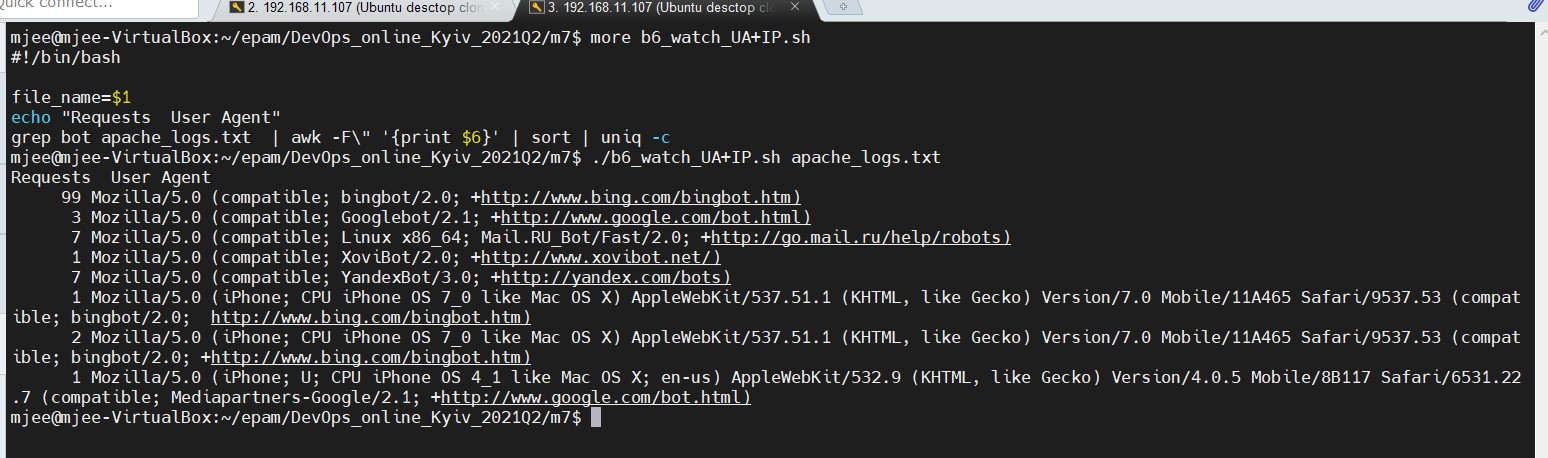 Quick connect...
2. 192.168.11.107 (Ubuntu desctop clon
3. 192.168.11.107 (Ubuntu desctop clo
mjee@mjee-VirtualBox:~/epam/DevOps_online_Kyiv_2021Q2/m7$ more b6_watch_UA+IP.sh
#!/bin/bash
file_name=$1
echo "Requests  User Agent"
grep bot apache_logs.txt  | awk -F\" '{print $6}' | sort | uniq -c
mjee@mjee-VirtualBox:~/epam/DevOps_online_Kyiv_2021Q2/m7$ ./b6_watch_UA+IP.sh apache_logs.txt
Requests  User Agent
     99 Mozilla/5.0 (compatible; bingbot/2.0; +http://www.bing.com/bingbot.htm)
      3 Mozilla/5.0 (compatible; Googlebot/2.1; +http://www.google.com/bot.html)
      7 Mozilla/5.0 (compatible; Linux x86_64; Mail.RU_Bot/Fast/2.0; +http://go.mail.ru/help/robots)
      1 Mozilla/5.0 (compatible; XoviBot/2.0; +http://www.xovibot.net/)
      7 Mozilla/5.0 (compatible; YandexBot/3.0; +http://yandex.com/bots)
      1 Mozilla/5.0 (iPhone; CPU iPhone OS 7_0 like Mac OS X) AppleWebKit/537.51.1 (KHTML, like Gecko) Version/7.0 Mobile/11A465 Safari/9537.53 (compat
ible; bingbot/2.0;  http://www.bing.com/bingbot.htm)
      2 Mozilla/5.0 (iPhone; CPU iPhone OS 7_0 like Mac OS X) AppleWebKit/537.51.1 (KHTML, like Gecko) Version/7.0 Mobile/11A465 Safari/9537.53 (compat
ible; bingbot/2.0; +http://www.bing.com/bingbot.htm)
      1 Mozilla/5.0 (iPhone; U; CPU iPhone OS 4_1 like Mac OS X; en-us) AppleWebKit/532.9 (KHTML, like Gecko) Version/4.0.5 Mobile/8B117 Safari/6531.22
.7 (compatible; Mediapartners-Google/2.1; +http://www.google.com/bot.html)
mjee@mjee-VirtualBox:~/epam/DevOps_online_Kyiv_2021Q2/m7$